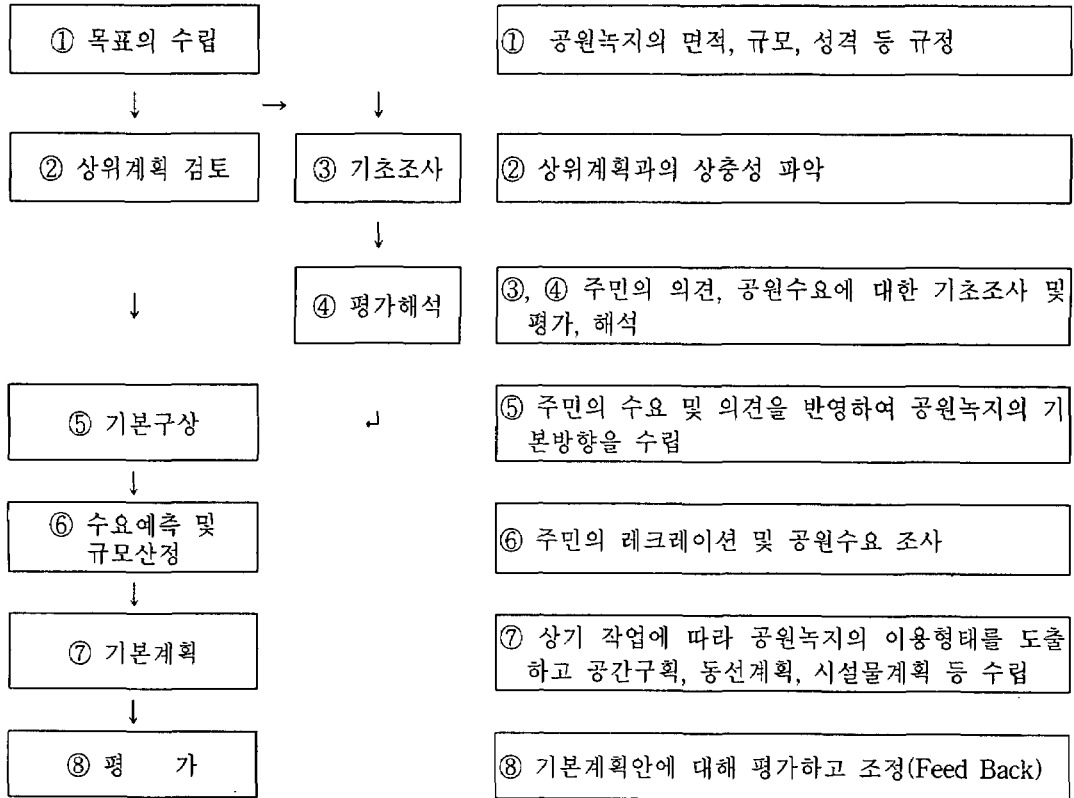 ① 목표의 수립
① 공원녹지의 면적, 규모, 성격 등 규정
↓ → ↓
② 상위계획 검토
③ 기초조사
② 상위계획과의 상충성 파악
↓
↓
④ 평가해석
③, ④ 주민의 의견, 공원수요에 대한 기초조사 및
평가, 해석
⑤ 기본구상
↲
⑤ 주민의 수요 및 의견을 반영하여 공원녹지의 기
본방향을 수립
↓
⑥ 수요예측 및
규모산정
⑥ 주민의 레크레이션 및 공원수요 조사
↓
⑦ 기본계획
⑦ 상기 작업에 따라 공원녹지의 이용형태를 도출
하고 공간구획, 동선계획, 시설물계획 등 수립
↓
⑧ 평 가
⑧ 기본계획안에 대해 평가하고 조정(Feed Back)